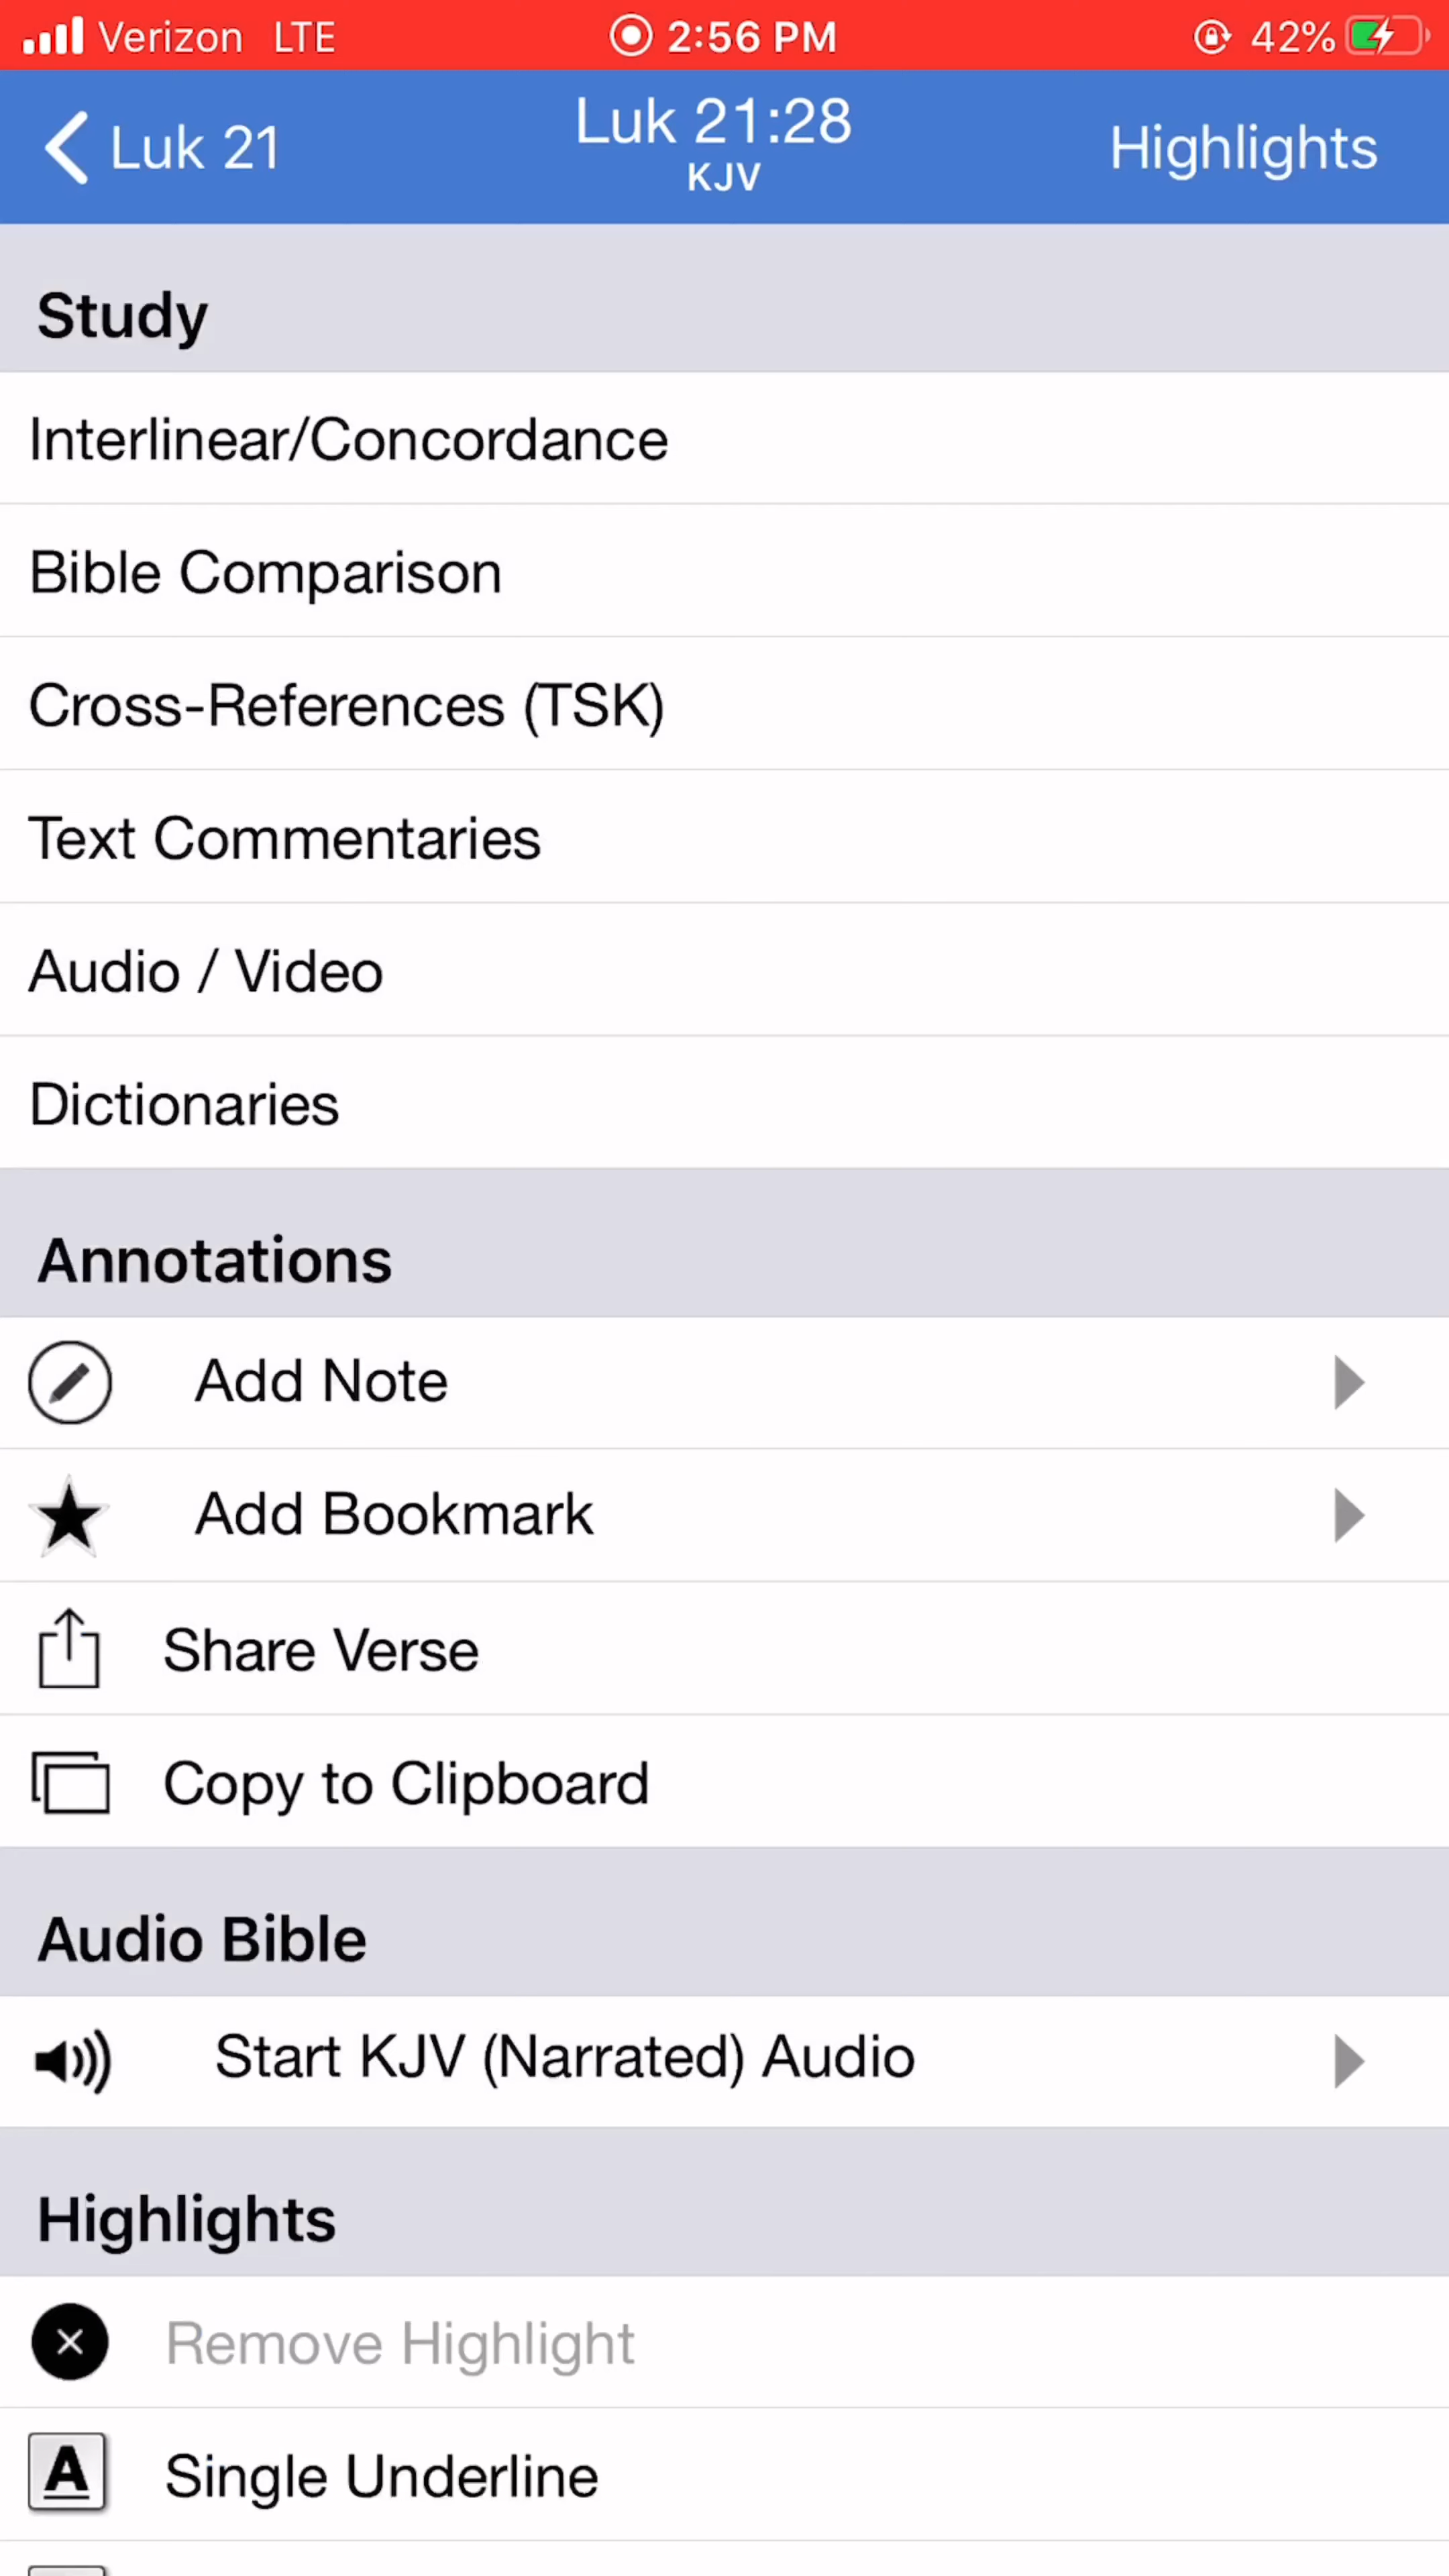 Verizon LTE 2:56 PM 42%
Luk 21 Luk 21:28 Highlights
KJV
Study
Interlinear/Concordance
Bible Comparison
Cross-References (TSK)
Text Commentaries
Audio / Video
Dictionaries
Annotations
Add Note
Add Bookmark
Share Verse
Copy to Clipboard
Audio Bible
Start KJV (Narrated) Audio
Highlights
Remove Highlight
A Single Underline